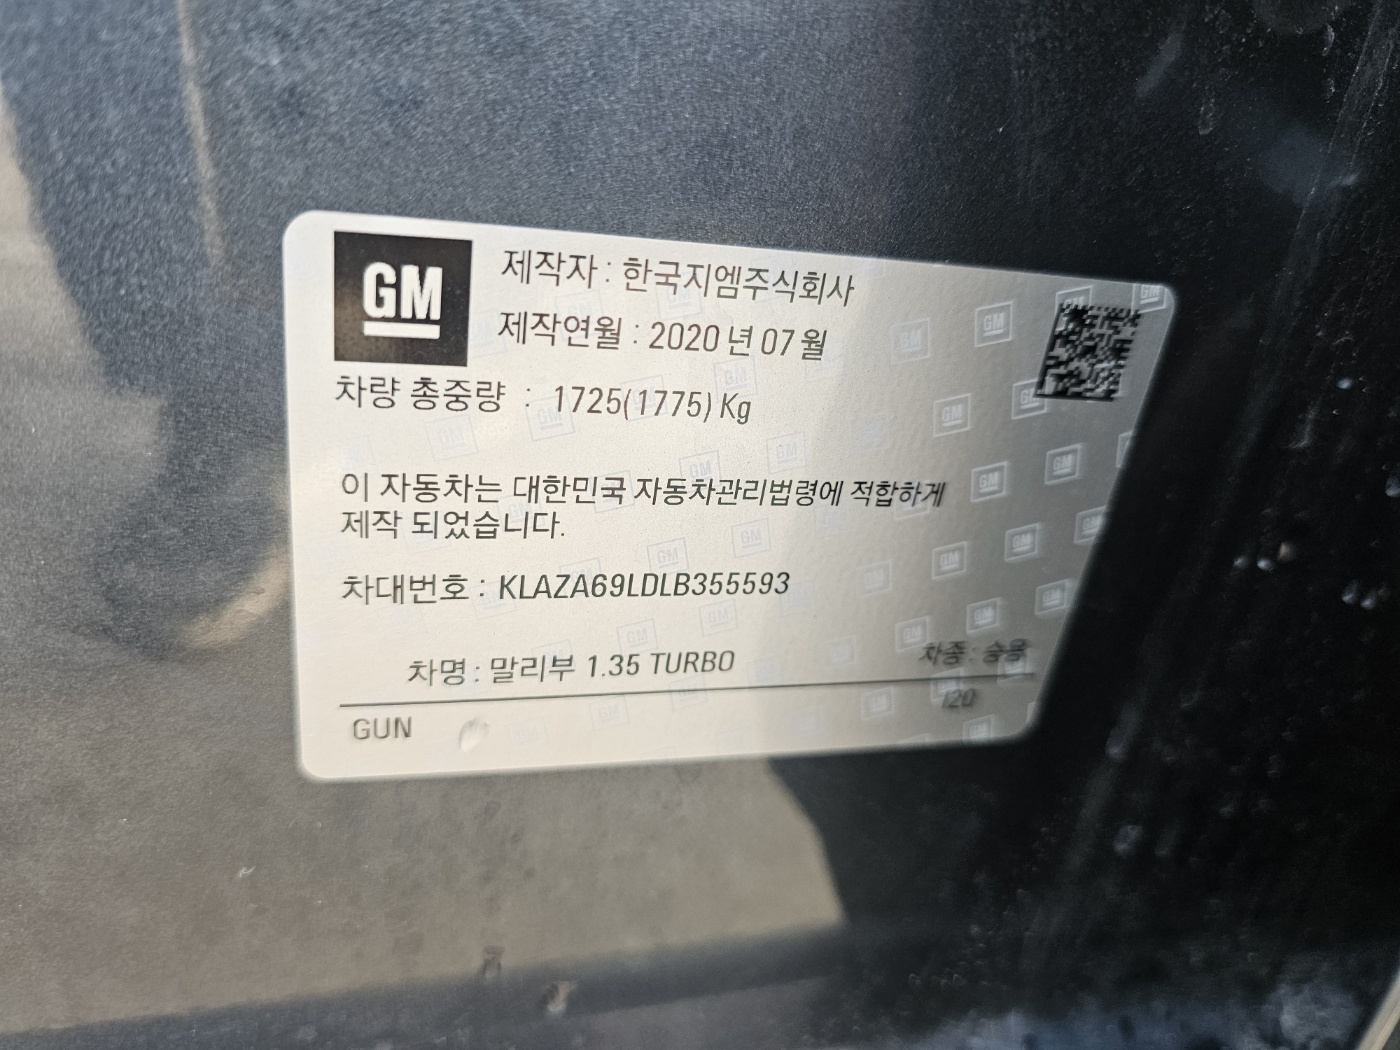 GM
제작자 : 한국지엠주식회사
제작연월 : 2020 년 07 월
차량 총중량 : 1725(1775) Kg
이 자동차는 대한민국 자동차관리법령에 적합하게
제작 되었습니다.
차대번호 : KLAZA69LDLB355593
차명 : 말리부 1.35 TURBO 차종 : 승용
GUN 120